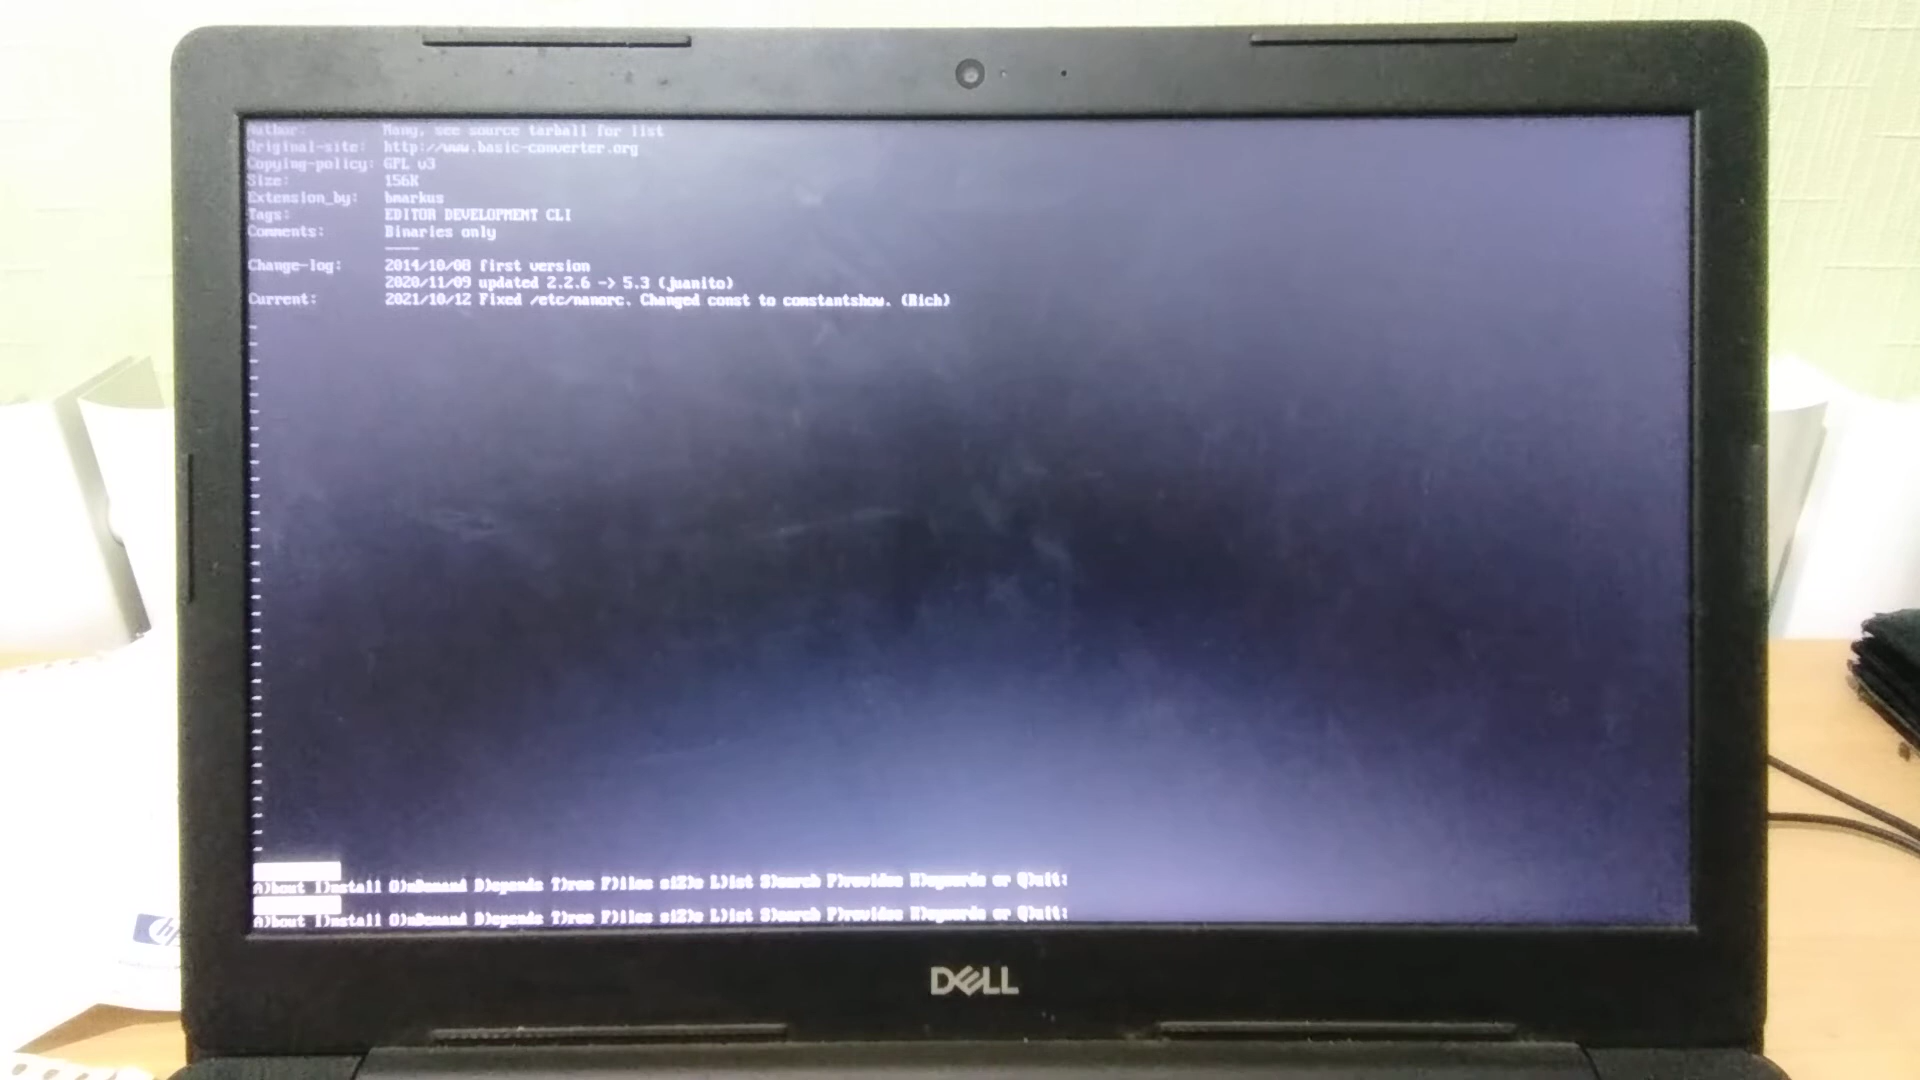 Author: Many, see source tarball for list
Original-site: http://www.basic-converter.org
Copying-policy: GPL v3
Size: 156K
Extension_by: bmarkus
Tags: EDITOR DEVELOPMENT CLI
Comments: Binaries only
----
Change-log: 2014/10/08 first version
2020/11/09 updated 2.2.6 -> 5.3 (juanito)
Current: 2021/10/12 Fixed /etc/nanorc. Changed const to constantshow. (Rich)
A)bout I)nstall O)nDemand D)epends T)ree F)iles siZ)e L)ist S)earch P)rovides K)eywords or Q)uit:
A)bout I)nstall O)nDemand D)epends T)ree F)iles siZ)e L)ist S)earch P)rovides K)eywords or Q)uit:
DELL
hp